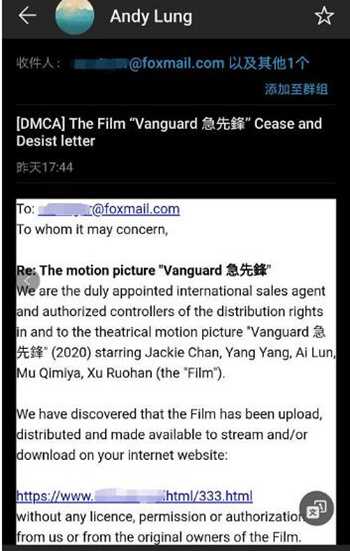 Andy Lung
收件人： @foxmail.com 以及其他1个
添加至群组
[DMCA] The Film “Vanguard 急先鋒” Cease and
Desist letter
昨天17:44
To: @foxmail.com
To whom it may concern,
Re: The motion picture "Vanguard 急先鋒"
We are the duly appointed international sales agent
and authorized controllers of the distribution rights
in and to the theatrical motion picture "Vanguard 急
先鋒" (2020) starring Jackie Chan, Yang Yang, Ai Lun,
Mu Qimiya, Xu Ruohan (the "Film").
We have discovered that the Film has been upload,
distributed and made available to stream and/or
download on your internet website:
https://www. .html/333.html
without any licence, permission or authorization
from us or from the original owners of the Film.